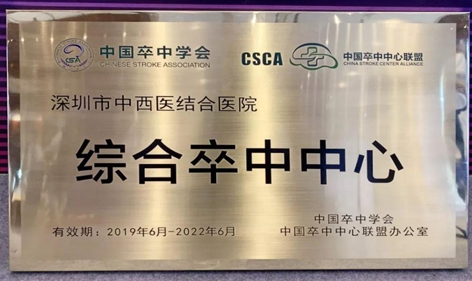 中国卒中学会
CHINESE STROKE ASSOCIATION
CSCA
中国卒中中心联盟
CHINA STROKE CENTER ALLIANCE
深圳市中西医结合医院
综合卒中中心
有效期：2019年6月-2022年6月
中国卒中学会
中国卒中中心联盟办公室